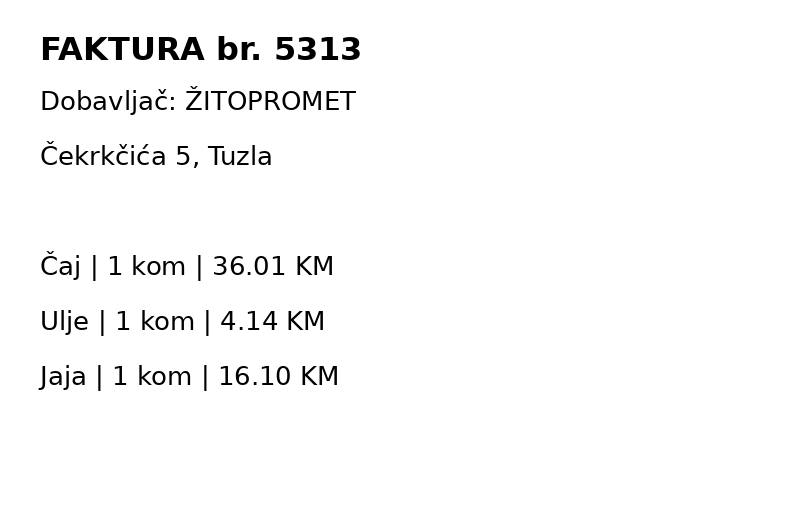 FAKTURA br. 5313
Dobavljač: ŽITOPROMET
Čekrkčića 5, Tuzla
Čaj | 1 kom | 36.01 KM
Ulje | 1 kom | 4.14 KM
Jaja | 1 kom | 16.10 KM